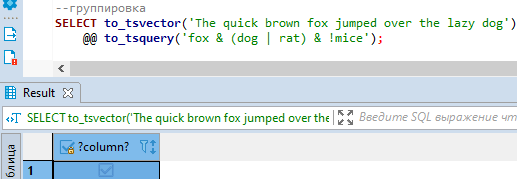 --группировка
SELECT to_tsvector('The quick brown fox jumped over the lazy dog')
@@ to_tsquery('fox & (dog | rat) & !mice');
Result
SELECT to_tsvector('The quick brown fox jumped over the
Введите SQL выражение чт
?column?
1